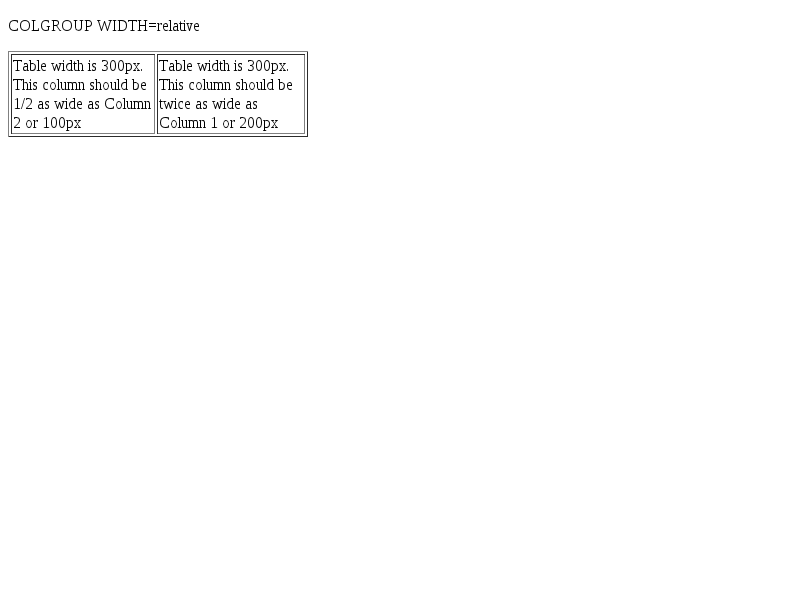 COLGROUP WIDTH=relative
Table width is 300px.
This column should be
1/2 as wide as Column
2 or 100px
Table width is 300px.
This column should be
twice as wide as
Column 1 or 200px